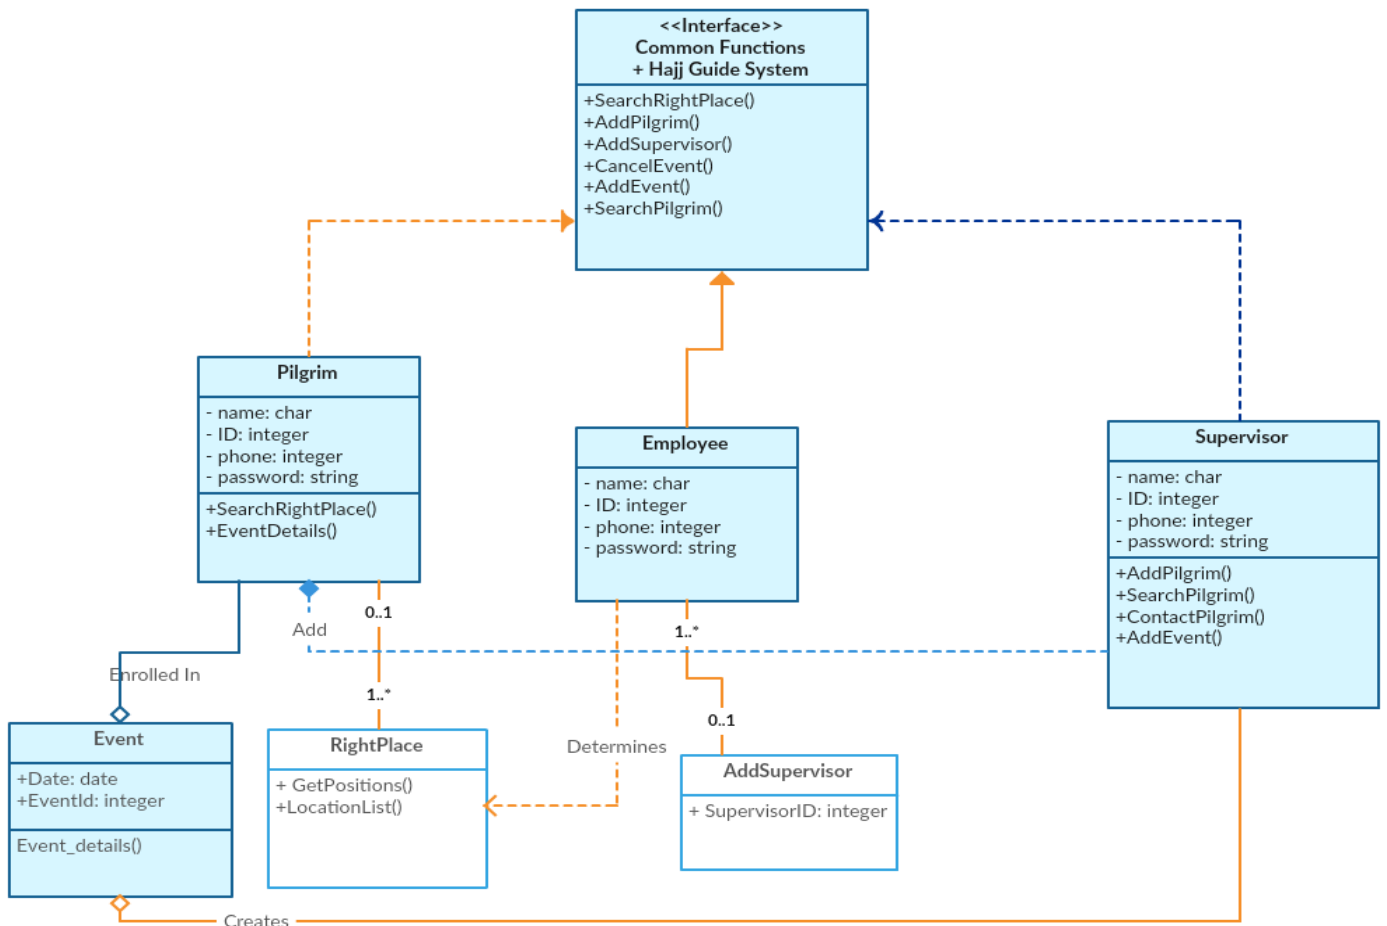 <<Interface>>
Common Functions
+ Hajj Guide System
+SearchRightPlace()
+AddPilgrim()
+AddSupervisor()
+CancelEvent()
+AddEvent()
+SearchPilgrim()
Pilgrim
- name: char
- ID: integer
- phone: integer
- password: string
+SearchRightPlace()
+EventDetails()
Employee
- name: char
- ID: integer
- phone: integer
- password: string
Supervisor
- name: char
- ID: integer
- phone: integer
- password: string
+AddPilgrim()
+SearchPilgrim()
+ContactPilgrim()
+AddEvent()
0..1
Add
1..*
Enrolled In
1..*
0..1
Determines
Event
+Date: date
+EventId: integer
Event_details()
RightPlace
+ GetPositions()
+LocationList()
AddSupervisor
+ SupervisorID: integer
Creates